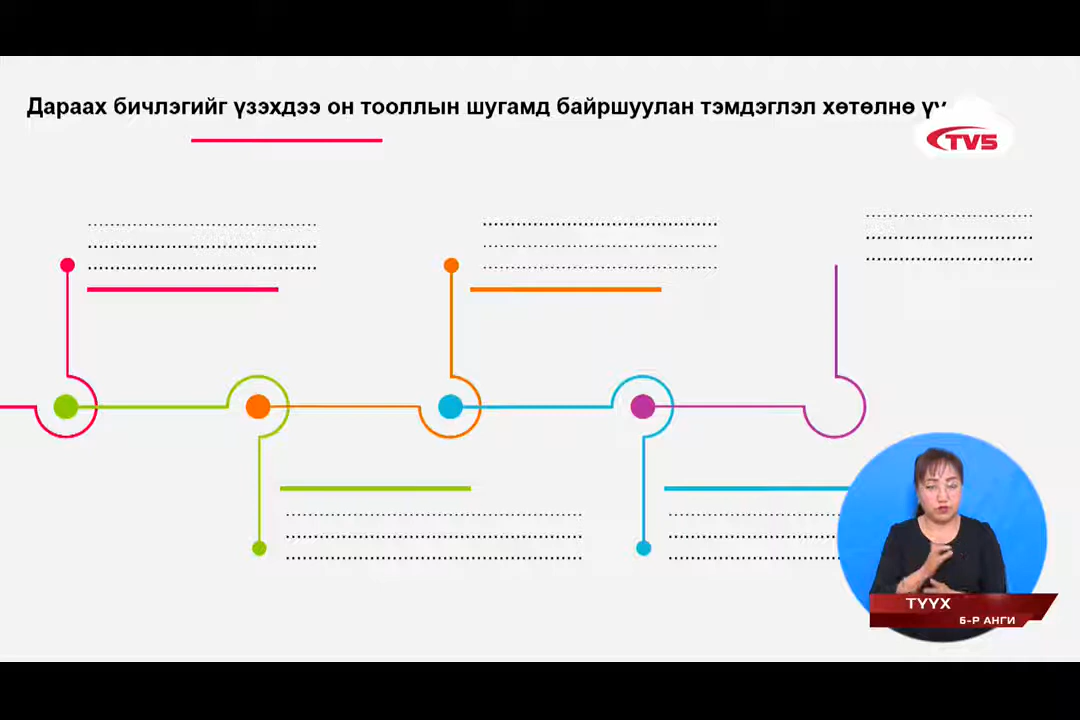 Дараах бичлэгийг үзэхдээ он тооллын шугамд байршуулан тэмдэглэл хөтөлнө үү
TV5
ТҮҮХ
6-Р АНГИ